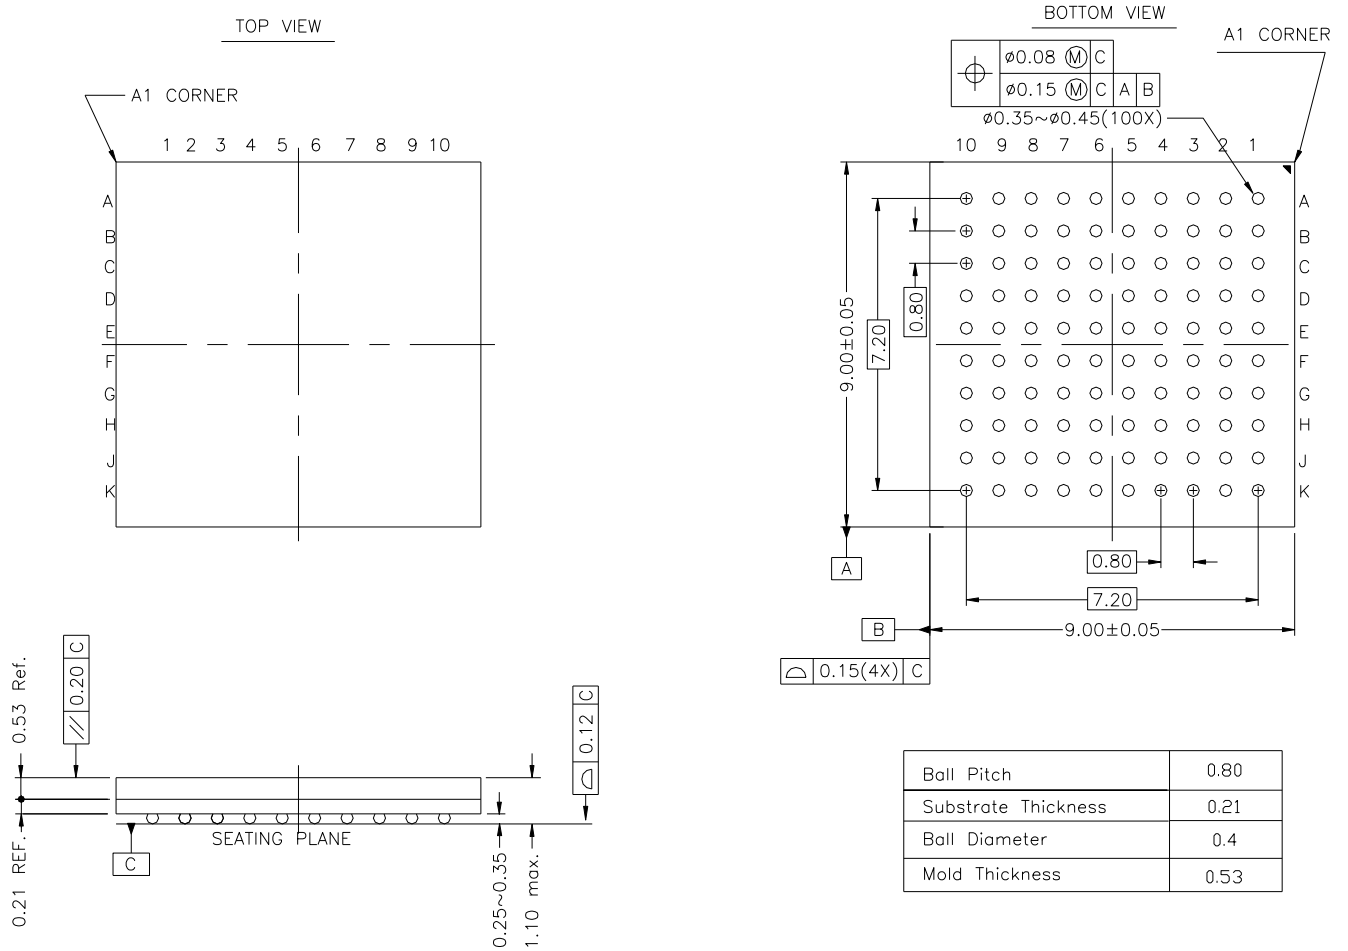 TOP VIEW
A1 CORNER
1 2 3 4 5 6 7 8 9 10
A
B
C
D
E
F
G
H
J
K
BOTTOM VIEW
A1 CORNER
⌀0.08 Ⓜ C
⌀0.15 Ⓜ C A B
⌀0.35~⌀0.45(100X)
10 9 8 7 6 5 4 3 2 1
A
B
C
D
E
F
G
H
J
K
9.00±0.05
7.20
0.80
A
0.80
7.20
B
9.00±0.05
0.15(4X) C
0.53 Ref.
0.21 REF.
// 0.20 C
C
SEATING PLANE
0.25~0.35
1.10 max.
0.12 C
Ball Pitch 0.80
Substrate Thickness 0.21
Ball Diameter 0.4
Mold Thickness 0.53